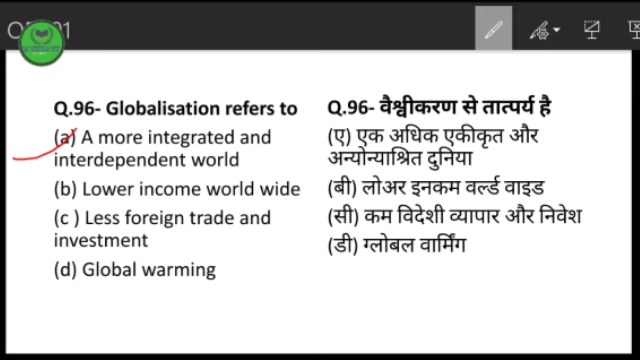 Q.96- Globalisation refers to
(a) A more integrated and
interdependent world
(b) Lower income world wide
(c ) Less foreign trade and
investment
(d) Global warming
Q.96- वैश्वीकरण से तात्पर्य है
(ए) एक अधिक एकीकृत और
अन्योन्याश्रित दुनिया
(बी) लोअर इनकम वर्ल्ड वाइड
(सी) कम विदेशी व्यापार और निवेश
(डी) ग्लोबल वार्मिंग